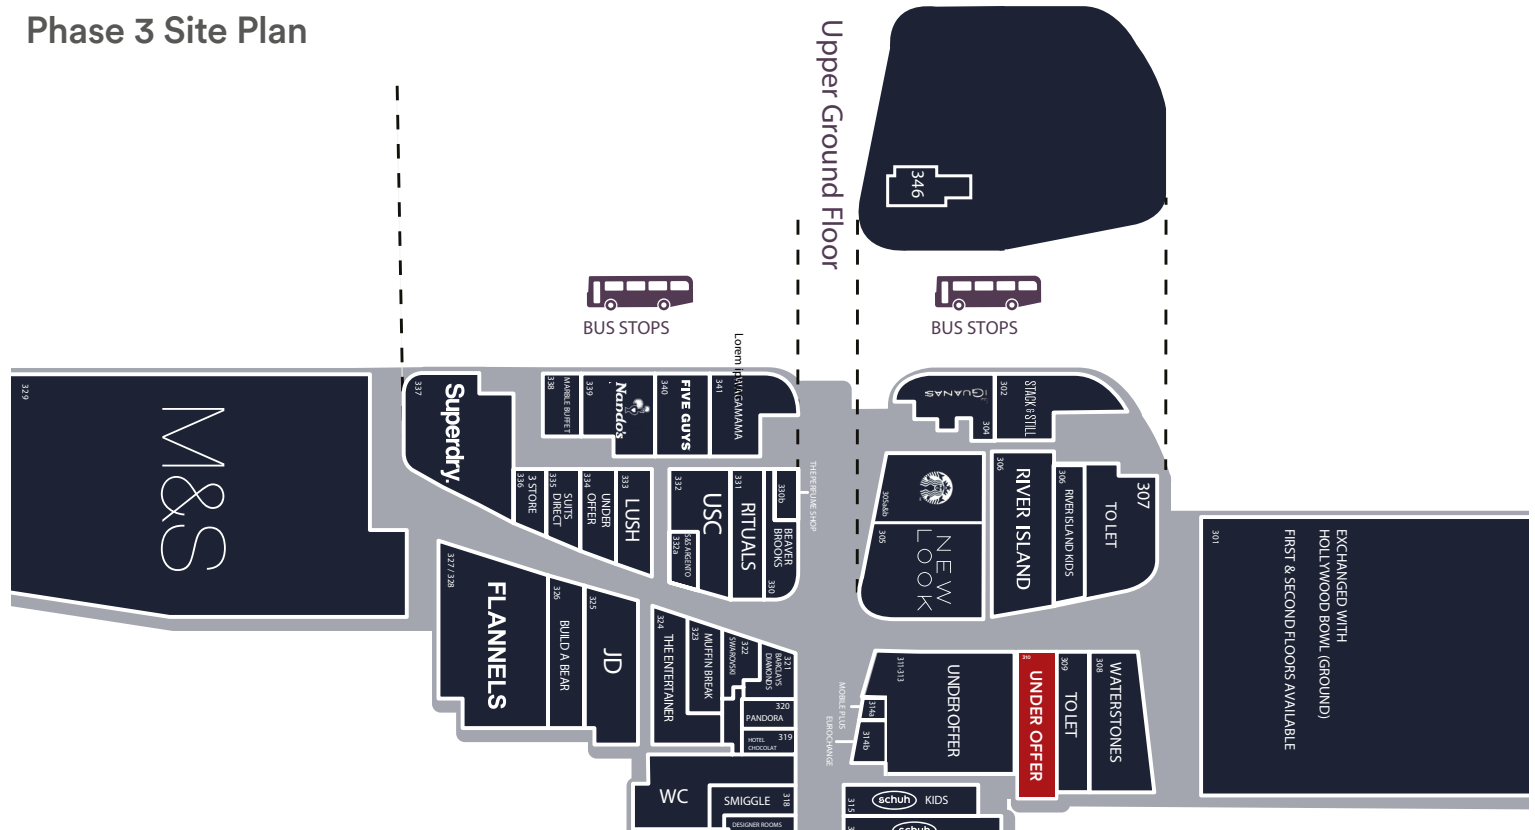 Phase 3 Site Plan
Upper Ground Floor
346
BUS STOPS
BUS STOPS
329
M&S
337
Superdry.
338
MARBLE BUFFET
339
Nando's
340
FIVE GUYS
341
WAGAMAMA
302
STACK & STILL
304
IGUANAS
336
3 STORE
335
SUITS
DIRECT
334
UNDER
OFFER
333
LUSH
332
USC
332a
331
RITUALS
330b
BEAVER
BROOKS
330
THE PERFUME SHOP
305a&b
305
NEW
LOOK
306
RIVER ISLAND
306
RIVER ISLAND KIDS
307
TO LET
301
EXCHANGED WITH
HOLLYWOOD BOWL (GROUND)
FIRST & SECOND FLOORS AVAILABLE
327 / 328
FLANNELS
326
BUILD A BEAR
325
JD
324
THE ENTERTAINER
323
MUFFIN BREAK
322
SWAROVSKI
321
BARCLAYS
DIAMONDS
320
PANDORA
319
HOTEL
CHOCOLAT
WC
SMIGGLE
318
DESIGNER ROOMS
MOBILE PLUS
EUROCHANGE
311-313
UNDER OFFER
314a
314b
310
UNDER OFFER
309
TO LET
308
WATERSTONES
315
schuh
KIDS
schuh